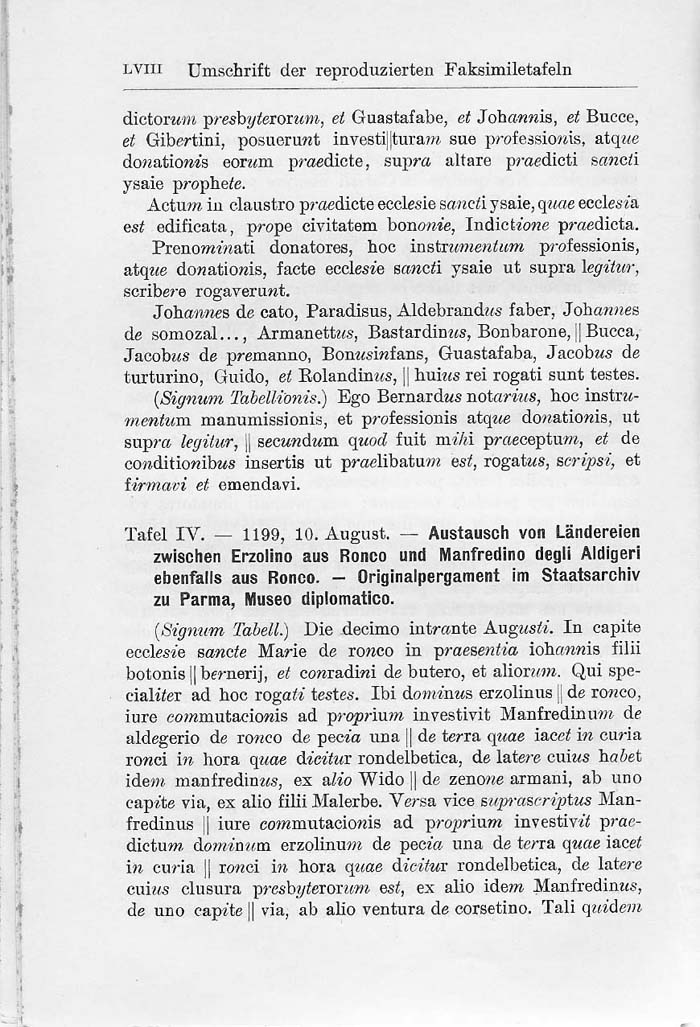 LVIII Umschrift der reproduzierten Faksimiletafeln
dictorum presbyterorum, et Guastafabe, et Johannis, et Bucce,
et Gibertini, posuerunt investi||turam sue professionis, atque
donationis eorum praedicte, supra altare praedicti sancti
ysaie prophete.
Actum in claustro praedicte ecclesie sancti ysaie, quae ecclesia
est edificata, prope civitatem bononie, Indictione praedicta.
Prenominati donatores, hoc instrumentum professionis,
atque donationis, facte ecclesie sancti ysaie ut supra legitur,
scribere rogaverunt.
Johannes de cato, Paradisus, Aldebrandus faber, Johannes
de somozal..., Armanettus, Bastardinus, Bonbarone, || Bucca,
Jacobus de premanno, Bonusinfans, Guastafaba, Jacobus de
turturino, Guido, et Rolandinus, || huius rei rogati sunt testes.
(Signum Tabellionis.) Ego Bernardus notarius, hoc instru-
mentum manumissionis, et professionis atque donationis, ut
supra legitur, || secundum quod fuit mihi praeceptum, et de
conditionibus insertis ut praelibatum est, rogatus, scripsi, et
firmavi et emendavi.
Tafel IV. — 1199, 10. August. — Austausch von Ländereien
zwischen Erzolino aus Ronco und Manfredino degli Aldigeri
ebenfalls aus Ronco. — Originalpergament im Staatsarchiv
zu Parma, Museo diplomatico.
(Signum Tabell.) Die decimo intrante Augusti. In capite
ecclesie sancte Marie de ronco in praesentia iohannis filii
botonis || bernerij, et conradini de butero, et aliorum. Qui spe-
cialiter ad hoc rogati testes. Ibi dominus erzolinus || de ronco,
iure commutacionis ad proprium investivit Manfredinum de
aldegerio de ronco de pecia una || de terra quae iacet in curia
ronci in hora quae dicitur rondelbetica, de latere cuius habet
idem manfredinus, ex alio Wido || de zenone armani, ab uno
capite via, ex alio filii Malerbe. Versa vice suprascriptus Man-
fredinus || iure commutacionis ad proprium investivit prae-
dictum dominum erzolinum de pecia una de terra quae iacet
in curia || ronci in hora quae dicitur rondelbetica, de latere
cuius clusura presbyterorum est, ex alio idem Manfredinus,
de uno capite || via, ab alio ventura de corsetino. Tali quidem